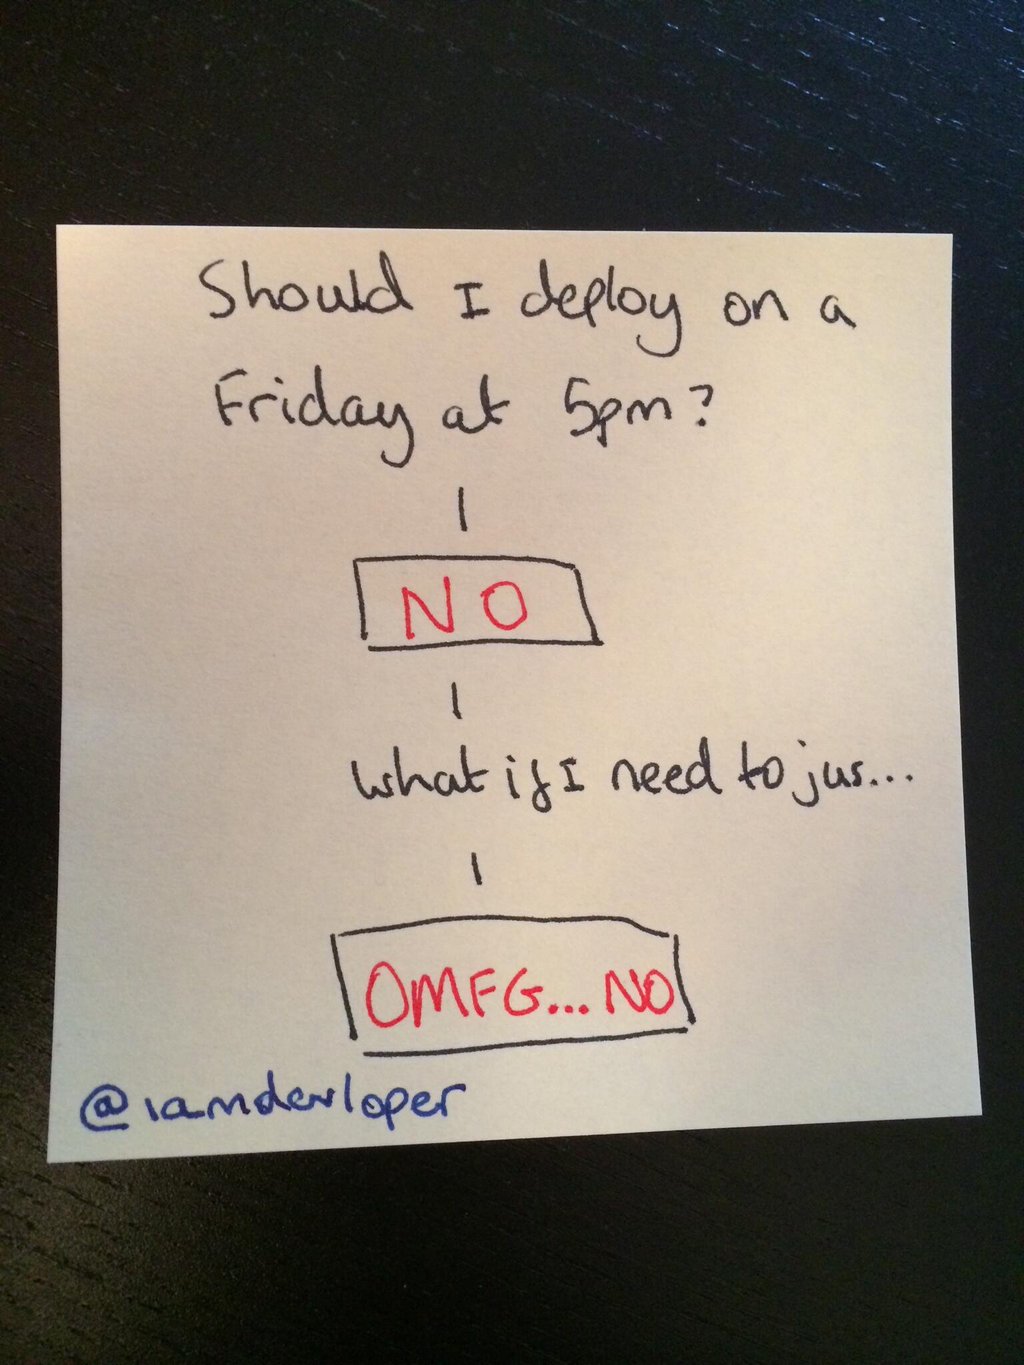 Should I deploy on a
Friday at 5pm?
NO
What if I need to jus...
OMFG... NO
@iamdevloper